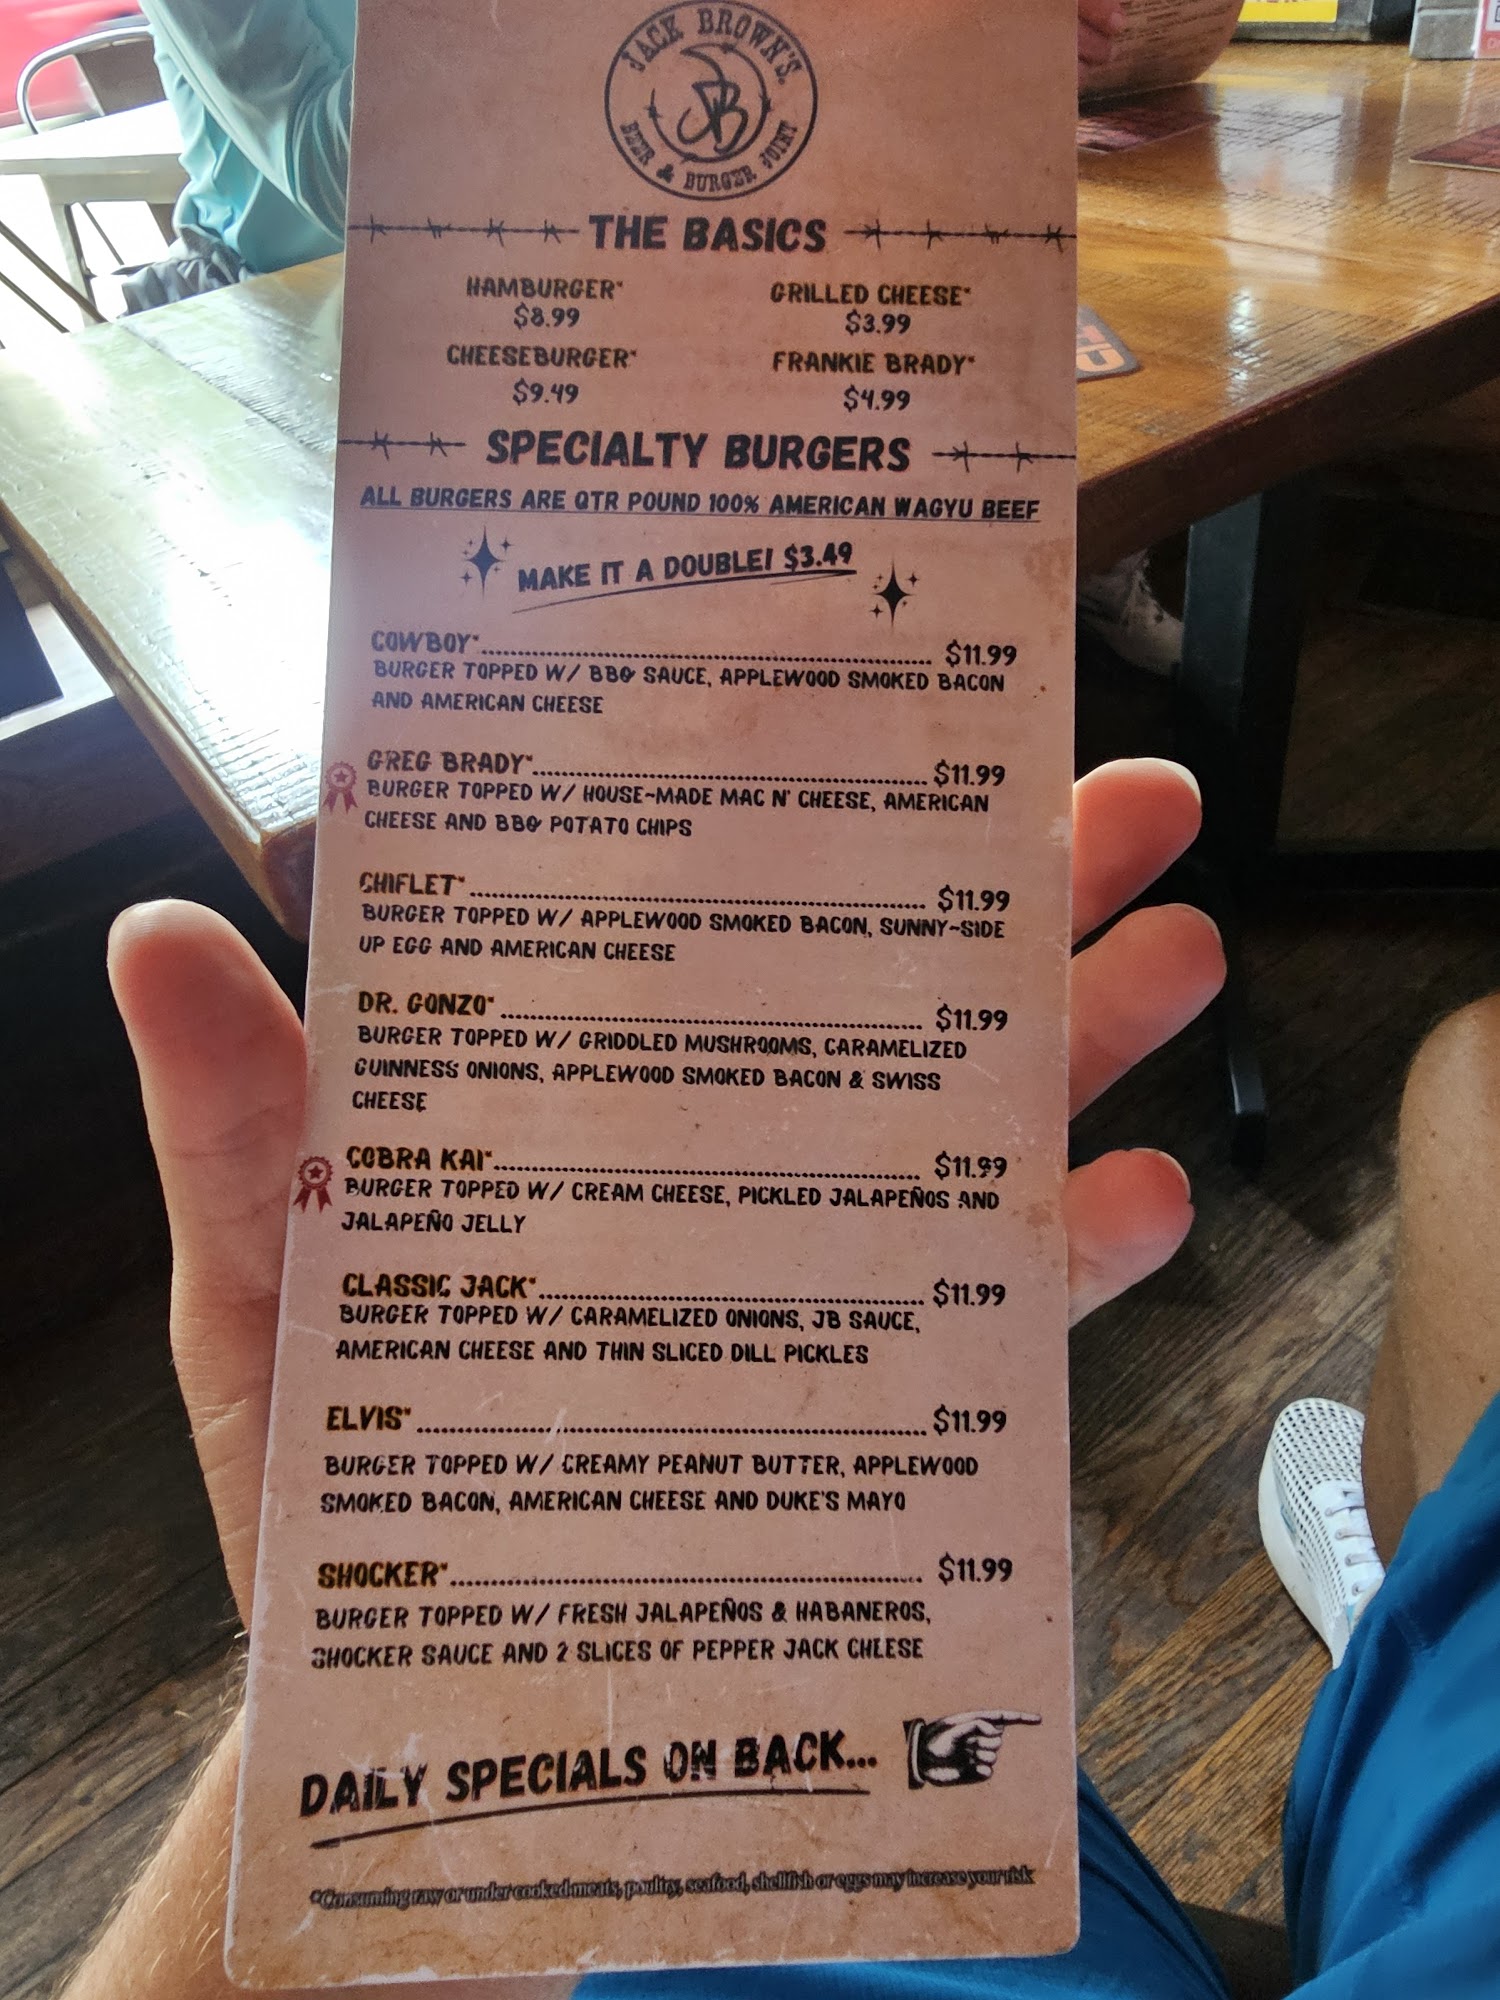 JACK BROWN'S
JB
BEER & BURGER JOINT
THE BASICS
HAMBURGER*
$8.99
GRILLED CHEESE*
$3.99
CHEESEBURGER*
$9.49
FRANKIE BRADY*
$4.99
SPECIALTY BURGERS
ALL BURGERS ARE QTR POUND 100% AMERICAN WAGYU BEEF
MAKE IT A DOUBLE! $3.49
COWBOY*.......... $11.99
BURGER TOPPED W/ BBQ SAUCE, APPLEWOOD SMOKED BACON
AND AMERICAN CHEESE
GREG BRADY*.......... $11.99
BURGER TOPPED W/ HOUSE-MADE MAC N' CHEESE, AMERICAN
CHEESE AND BBQ POTATO CHIPS
CHIFLET*.......... $11.99
BURGER TOPPED W/ APPLEWOOD SMOKED BACON, SUNNY-SIDE
UP EGG AND AMERICAN CHEESE
DR. GONZO*.......... $11.99
BURGER TOPPED W/ GRIDDLED MUSHROOMS, CARAMELIZED
GUINNESS ONIONS, APPLEWOOD SMOKED BACON & SWISS
CHEESE
COBRA KAI*.......... $11.99
BURGER TOPPED W/ CREAM CHEESE, PICKLED JALAPEÑOS AND
JALAPEÑO JELLY
CLASSIC JACK*.......... $11.99
BURGER TOPPED W/ CARAMELIZED ONIONS, JB SAUCE,
AMERICAN CHEESE AND THIN SLICED DILL PICKLES
ELVIS*.......... $11.99
BURGER TOPPED W/ CREAMY PEANUT BUTTER, APPLEWOOD
SMOKED BACON, AMERICAN CHEESE AND DUKE'S MAYO
SHOCKER*.......... $11.99
BURGER TOPPED W/ FRESH JALAPEÑOS & HABANEROS,
SHOCKER SAUCE AND 2 SLICES OF PEPPER JACK CHEESE
DAILY SPECIALS ON BACK...
*Consuming raw or under cooked meats, poultry, seafood, shellfish or eggs may increase your risk